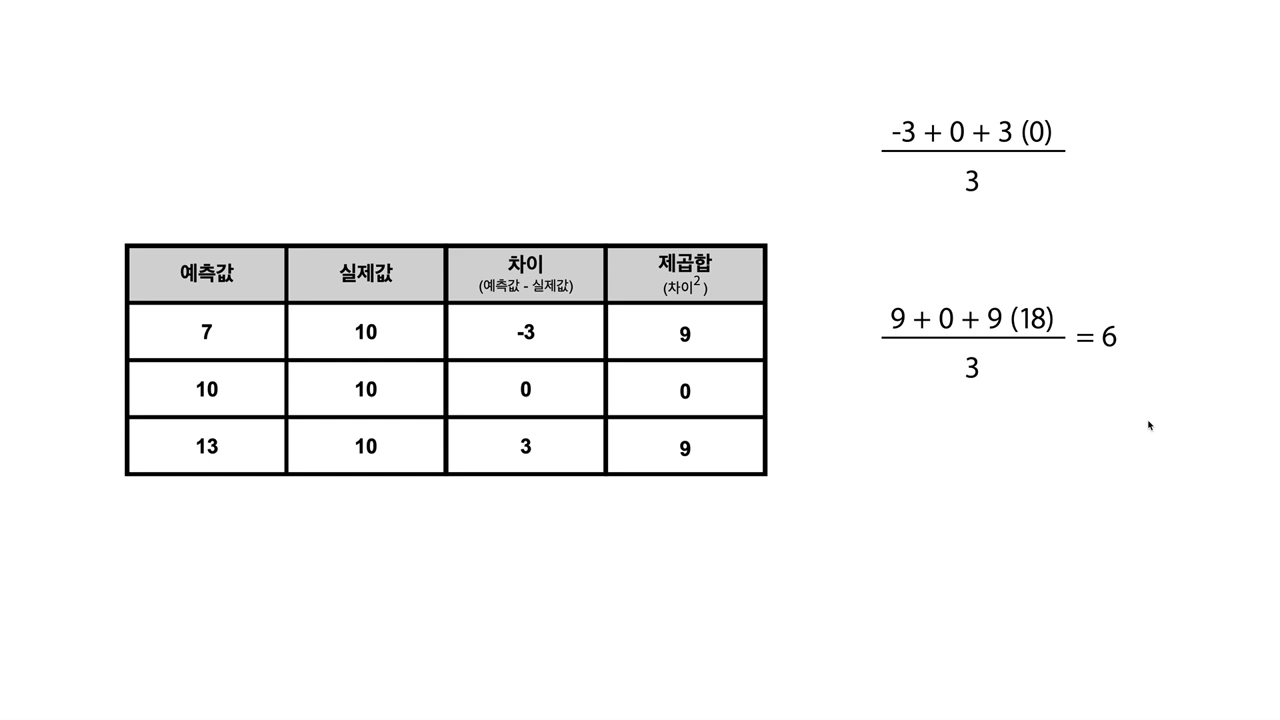 -3 + 0 + 3 (0)
3
예측값 실제값 차이 제곱합
(예측값 - 실제값) (차이²)
7 10 -3 9
10 10 0 0
13 10 3 9
9 + 0 + 9 (18)
= 6
3